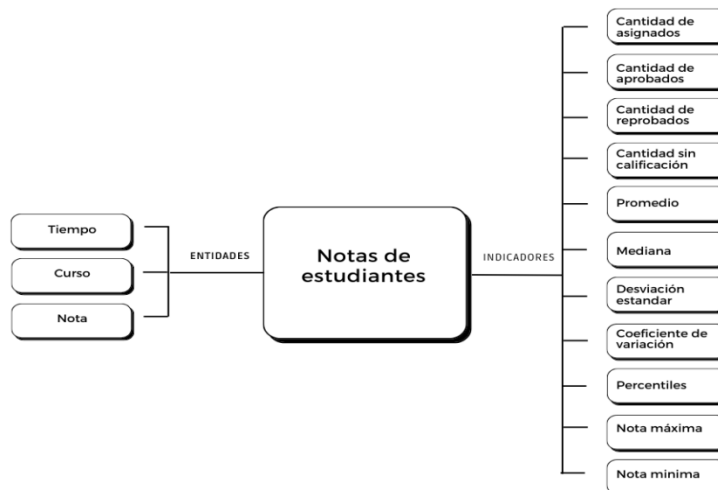 Tiempo
Curso
Nota
ENTIDADES
Notas de
estudiantes
INDICADORES
Cantidad de
asignados
Cantidad de
aprobados
Cantidad de
reprobados
Cantidad sin
calificación
Promedio
Mediana
Desviación
estandar
Coeficiente de
variación
Percentiles
Nota máxima
Nota minima